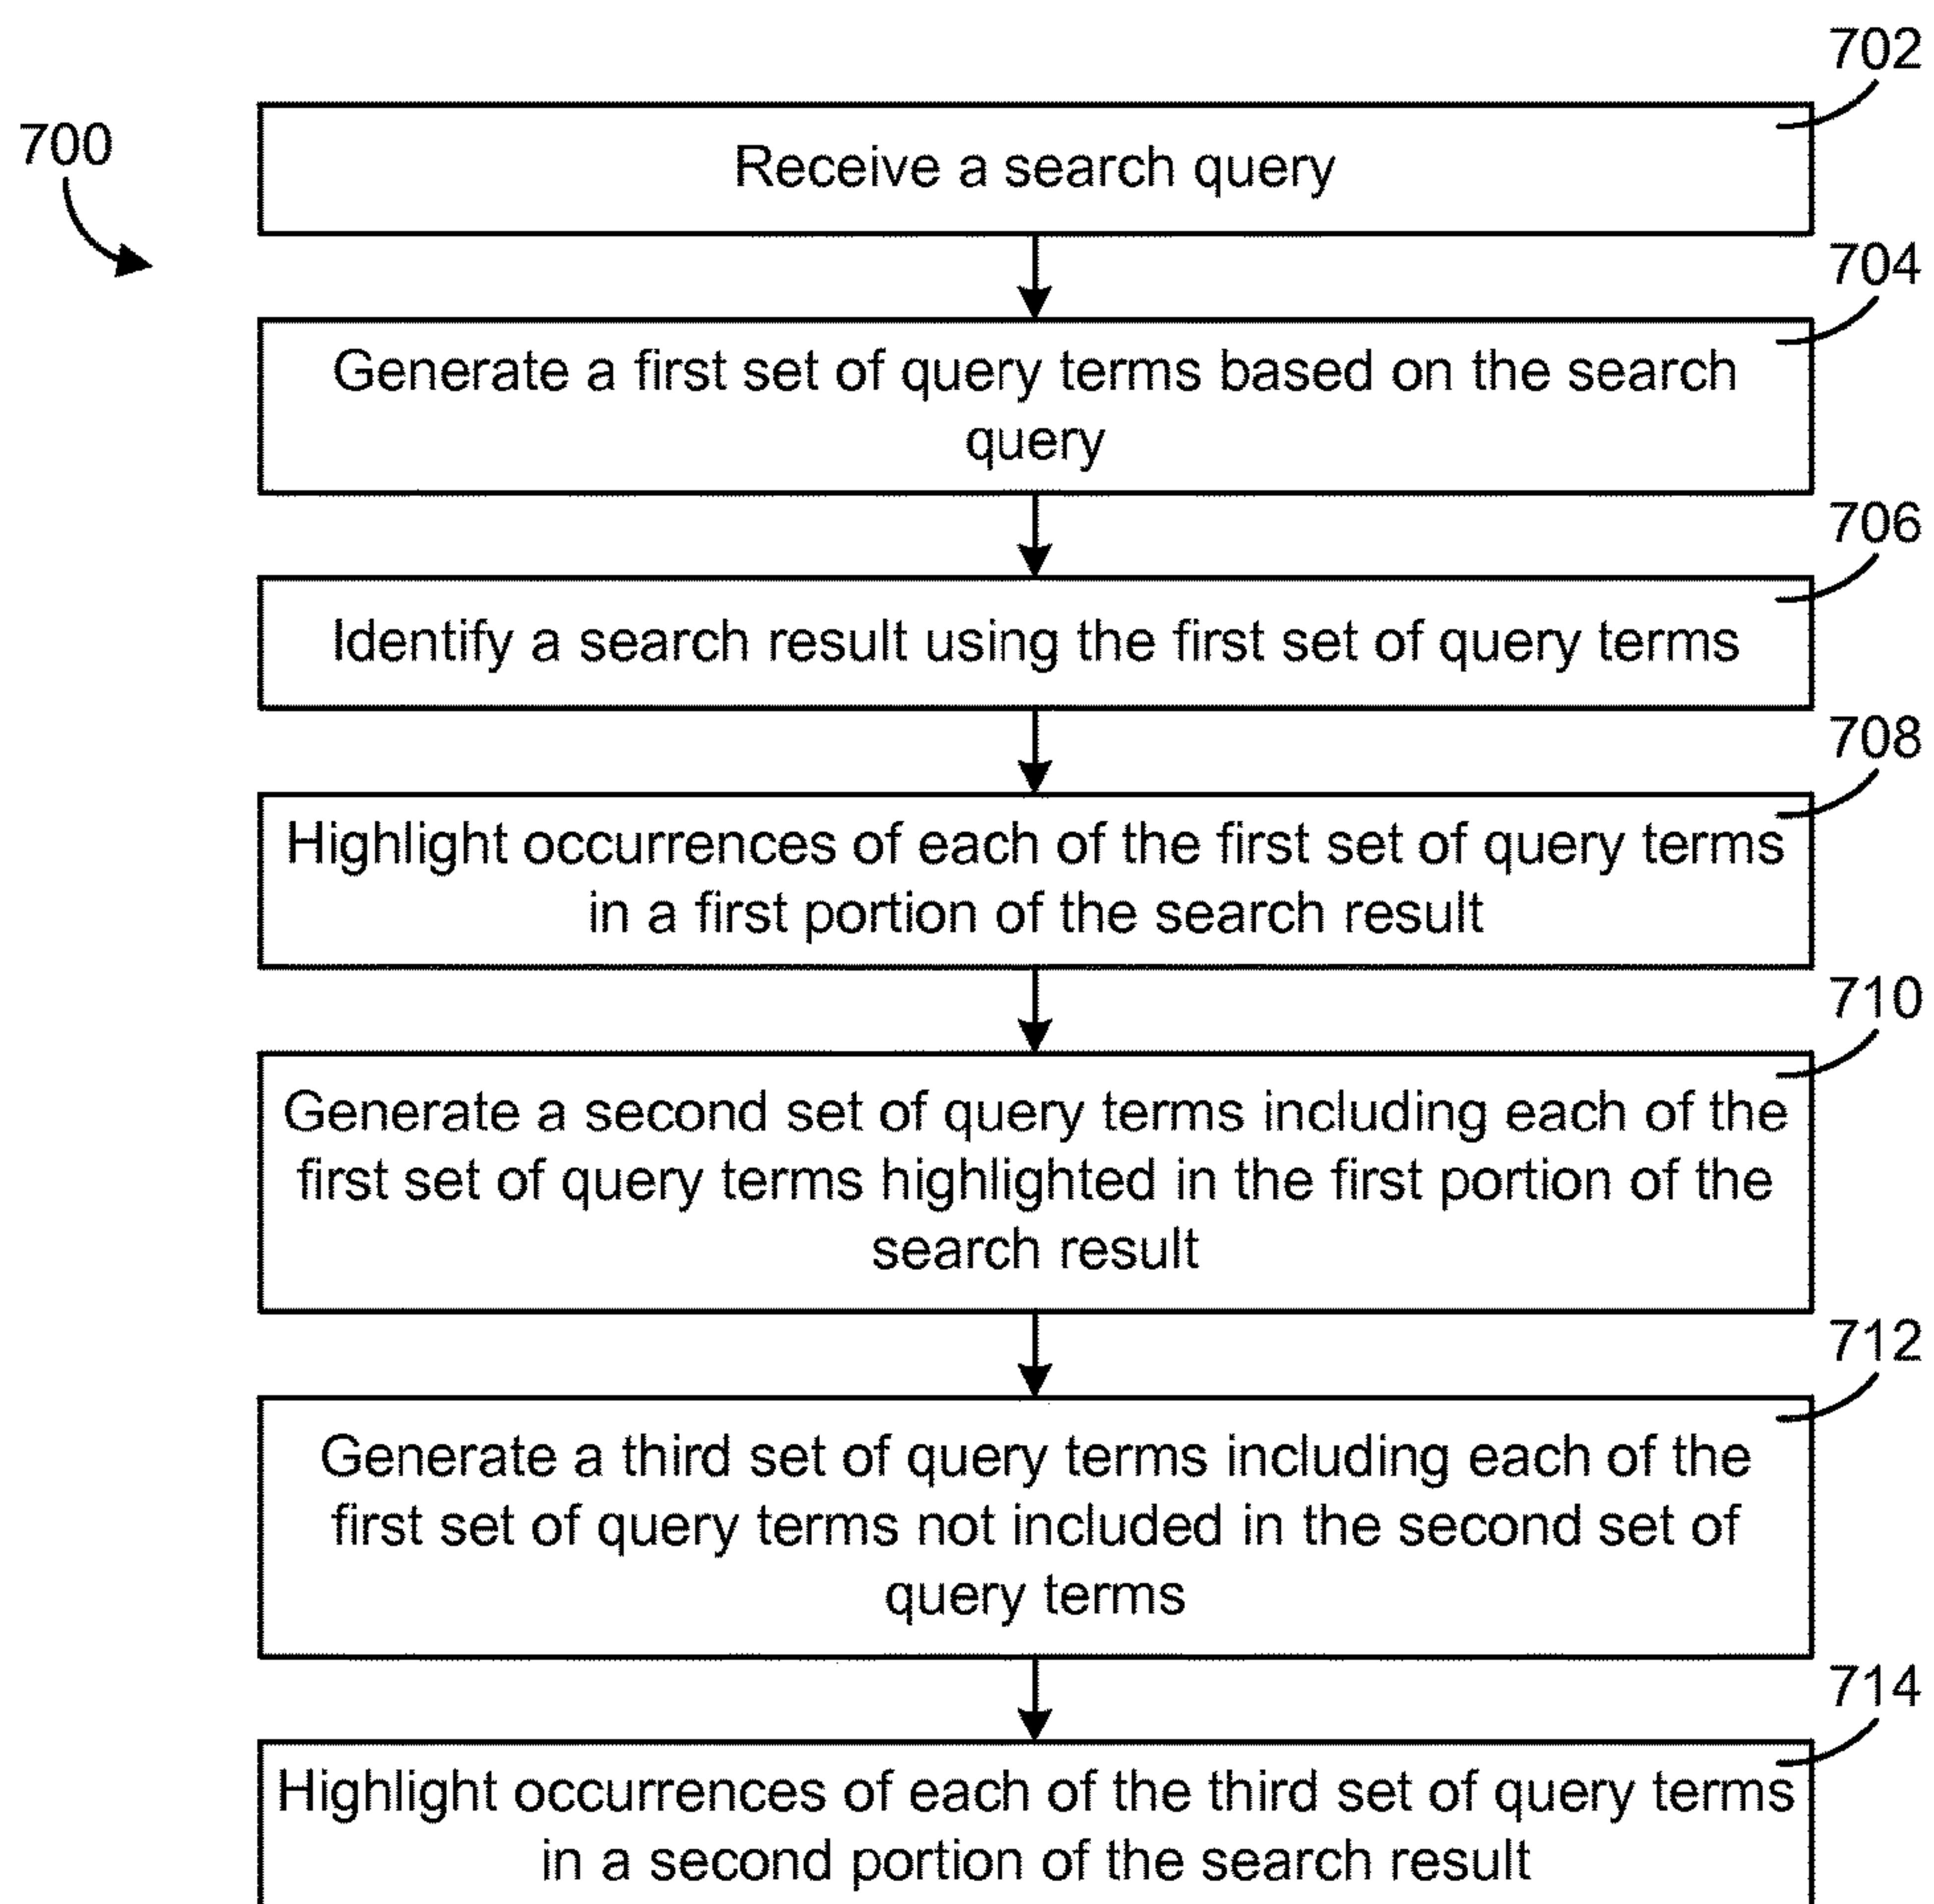 702
700
Receive a search query
704
Generate a first set of query terms based on the search
query
706
Identify a search result using the first set of query terms
708
Highlight occurrences of each of the first set of query terms
in a first portion of the search result
710
Generate a second set of query terms including each of the
first set of query terms highlighted in the first portion of the
search result
712
Generate a third set of query terms including each of the
first set of query terms not included in the second set of
query terms
714
Highlight occurrences of each of the third set of query terms
in a second portion of the search result